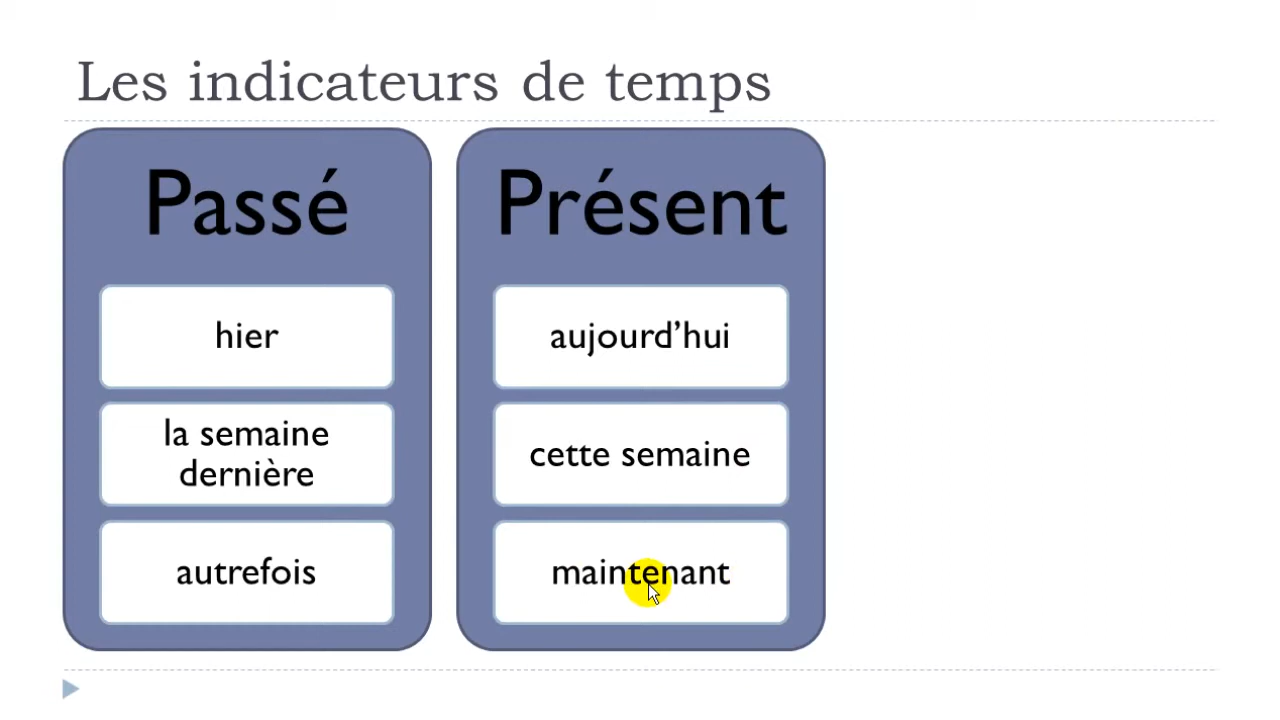 Les indicateurs de temps
Passé
hier
la semaine
dernière
autrefois
Présent
aujourd’hui
cette semaine
maintenant